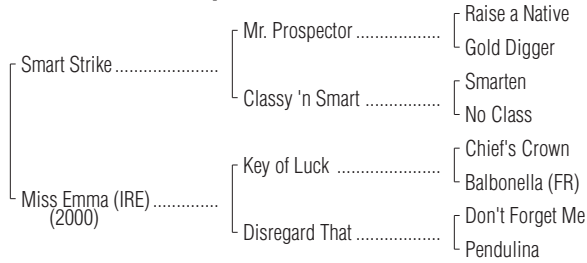 Raise a Native
Mr. Prospector ..................
Gold Digger
Smart Strike ......................
Smarten
Classy 'n Smart ................
No Class
Chief's Crown
Key of Luck ......................
Balbonella (FR)
Miss Emma (IRE) ..............
(2000)
Don't Forget Me
Disregard That ..................
Pendulina